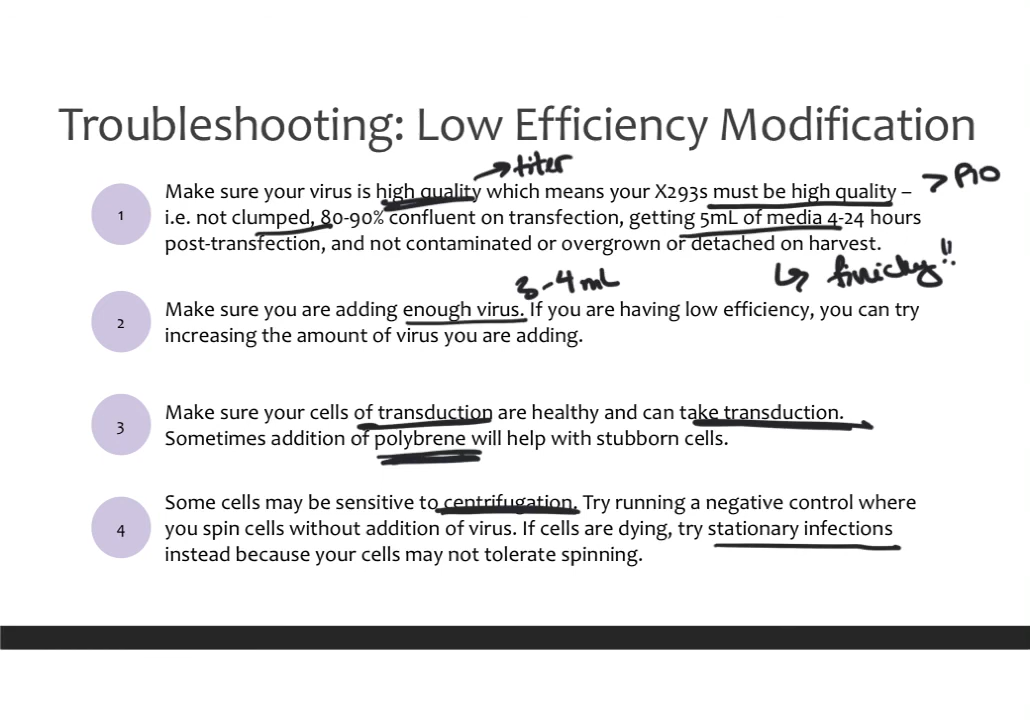 Troubleshooting: Low Efficiency Modification
→ titer
1
Make sure your virus is high quality which means your X293s must be high quality –
> P10
i.e. not clumped, 80-90% confluent on transfection, getting 5mL of media 4-24 hours
post-transfection, and not contaminated or overgrown or detached on harvest.
↳ finicky!!
3-4 mL
2
Make sure you are adding enough virus. If you are having low efficiency, you can try
increasing the amount of virus you are adding.
3
Make sure your cells of transduction are healthy and can take transduction.
Sometimes addition of polybrene will help with stubborn cells.
4
Some cells may be sensitive to centrifugation. Try running a negative control where
you spin cells without addition of virus. If cells are dying, try stationary infections
instead because your cells may not tolerate spinning.